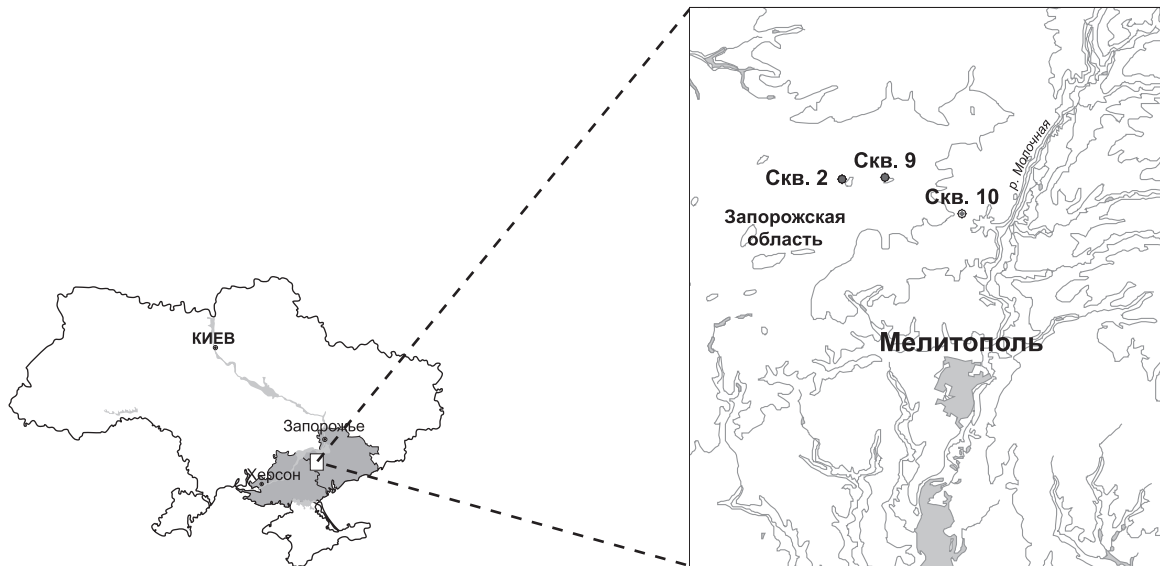 КИЕВ
Запорожье
Херсон
р. Молочная
Скв. 9
Скв. 2
Скв. 10
Запорожская
область
Мелитополь